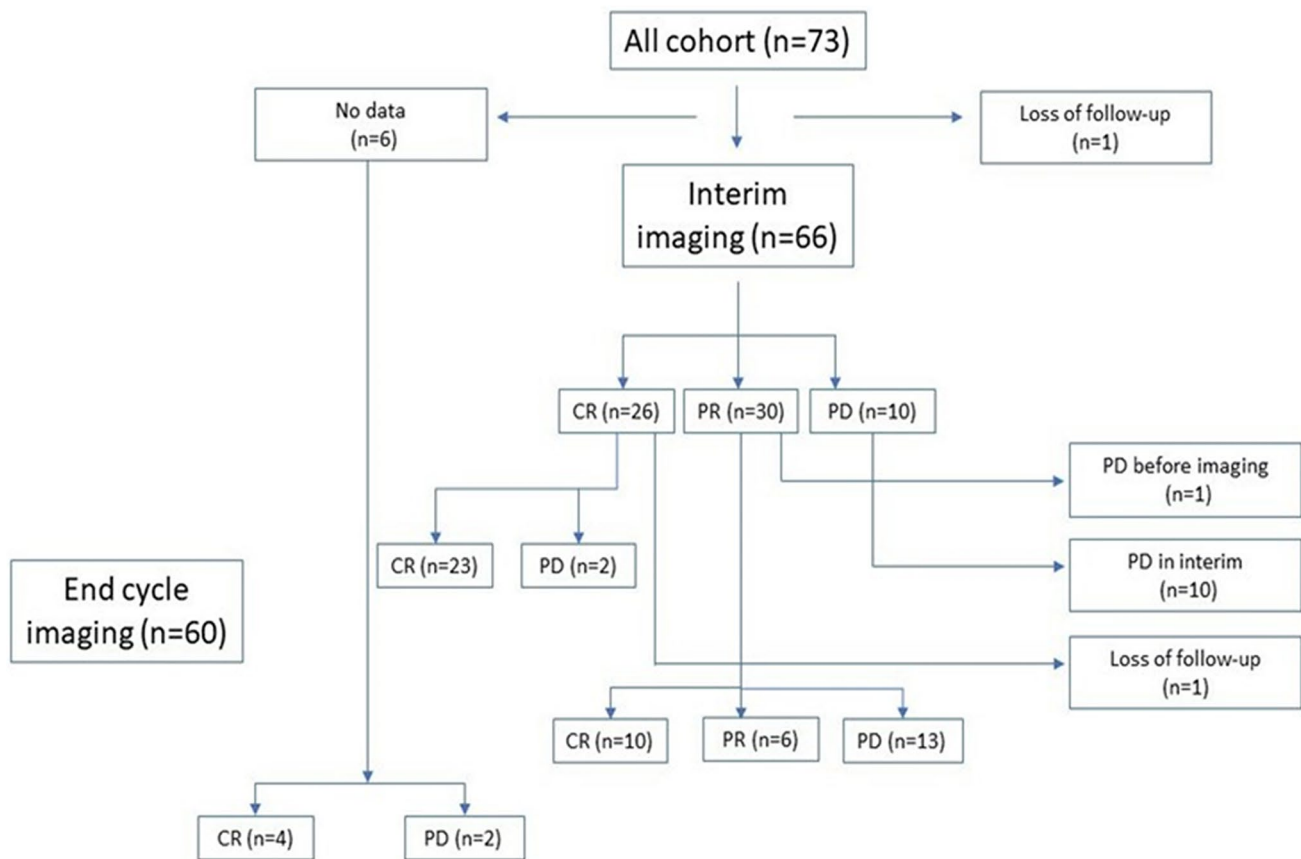 All cohort (n=73)
No data
(n=6)
Loss of follow-up
(n=1)
Interim
imaging (n=66)
CR (n=26)
PR (n=30)
PD (n=10)
PD before imaging
(n=1)
CR (n=23)
PD (n=2)
PD in interim
(n=10)
End cycle
imaging (n=60)
Loss of follow-up
(n=1)
CR (n=10)
PR (n=6)
PD (n=13)
CR (n=4)
PD (n=2)